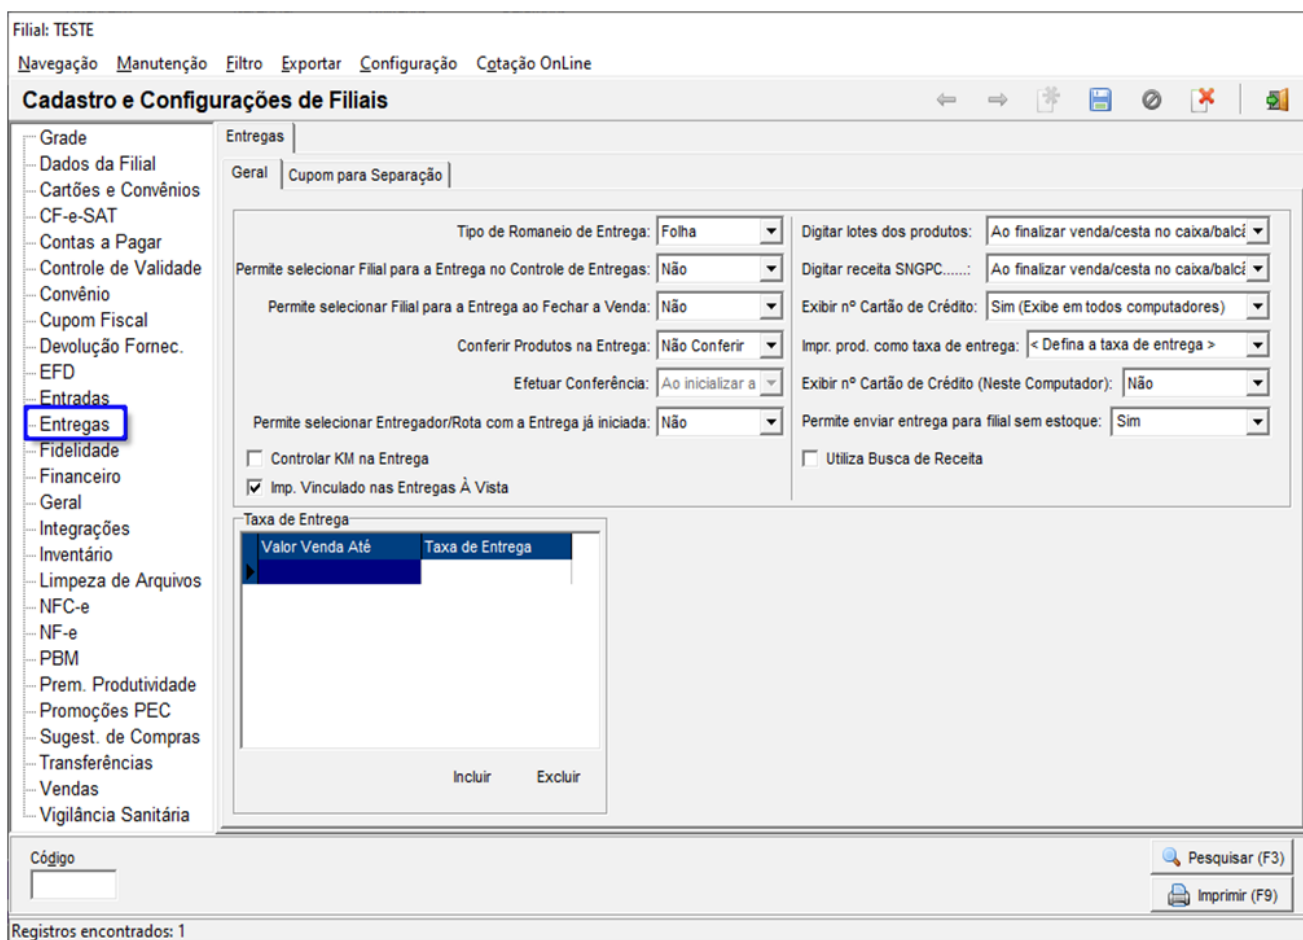 Filial: TESTE
Navegação Manutenção Filtro Exportar Configuração Cotação OnLine
Cadastro e Configurações de Filiais
Grade
Dados da Filial
Cartões e Convênios
CF-e-SAT
Contas a Pagar
Controle de Validade
Convênio
Cupom Fiscal
Devolução Fornec.
EFD
Entradas
Entregas
Fidelidade
Financeiro
Geral
Integrações
Inventário
Limpeza de Arquivos
NFC-e
NF-e
PBM
Prem. Produtividade
Promoções PEC
Sugest. de Compras
Transferências
Vendas
Vigilância Sanitária
Entregas
Geral Cupom para Separação
Tipo de Romaneio de Entrega: Folha
Permite selecionar Filial para a Entrega no Controle de Entregas: Não
Permite selecionar Filial para a Entrega ao Fechar a Venda: Não
Conferir Produtos na Entrega: Não Conferir
Efetuar Conferência: Ao inicializar a
Permite selecionar Entregador/Rota com a Entrega já iniciada: Não
Controlar KM na Entrega
Imp. Vinculado nas Entregas À Vista
Digitar lotes dos produtos: Ao finalizar venda/cesta no caixa/balcã
Digitar receita SNGPC......: Ao finalizar venda/cesta no caixa/balcã
Exibir nº Cartão de Crédito: Sim (Exibe em todos computadores)
Impr. prod. como taxa de entrega: < Defina a taxa de entrega >
Exibir nº Cartão de Crédito (Neste Computador): Não
Permite enviar entrega para filial sem estoque: Sim
Utiliza Busca de Receita
Taxa de Entrega
Valor Venda Até Taxa de Entrega
Incluir Excluir
Código
Pesquisar (F3)
Imprimir (F9)
Registros encontrados: 1